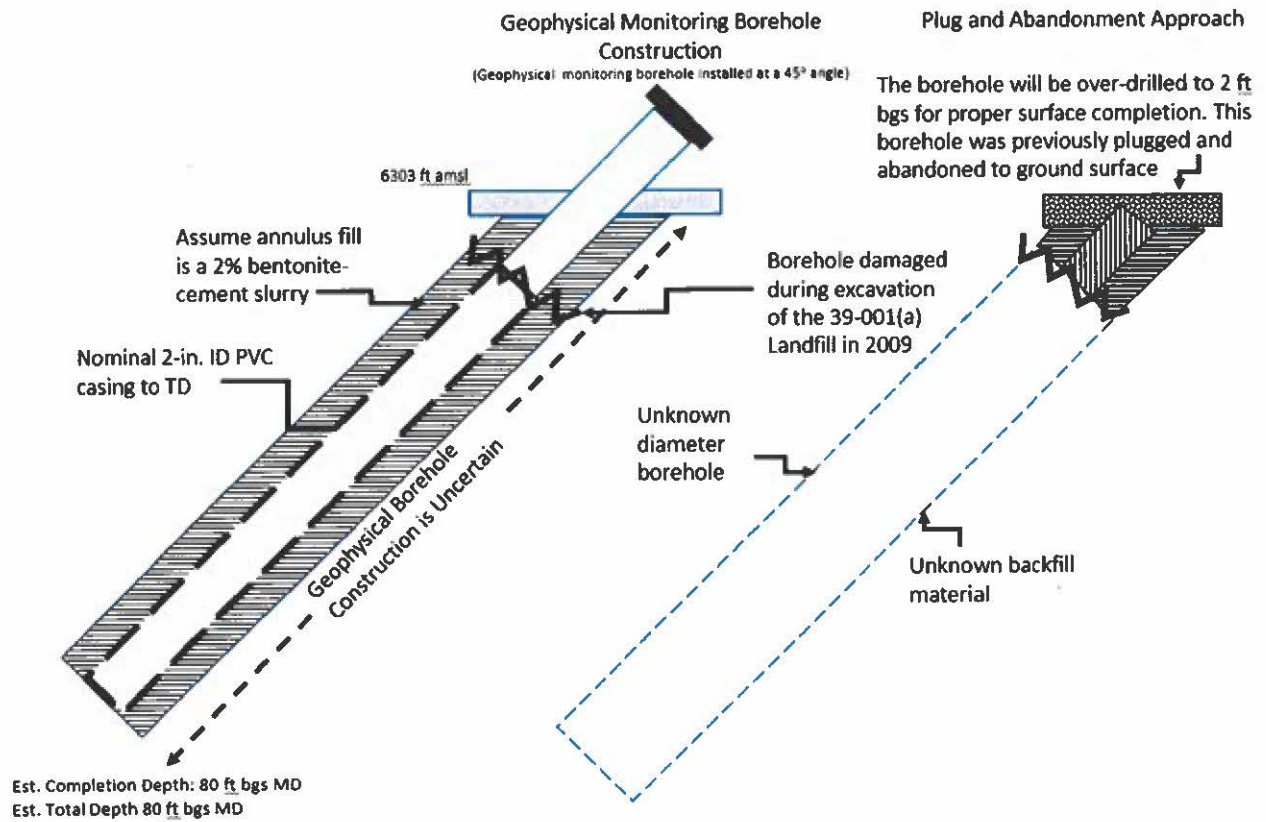 Geophysical Monitoring Borehole
Construction
(Geophysical monitoring borehole installed at a 45° angle)
Plug and Abandonment Approach
The borehole will be over-drilled to 2 ft
bgs for proper surface completion. This
borehole was previously plugged and
abandoned to ground surface
6303 ft amsl
Assume annulus fill
is a 2% bentonite-
cement slurry
Nominal 2-in. ID PVC
casing to TD
Borehole damaged
during excavation
of the 39-001(a)
Landfill in 2009
Geophysical Borehole
Construction is Uncertain
Unknown
diameter
borehole
Unknown backfill
material
Est. Completion Depth: 80 ft bgs MD
Est. Total Depth 80 ft bgs MD